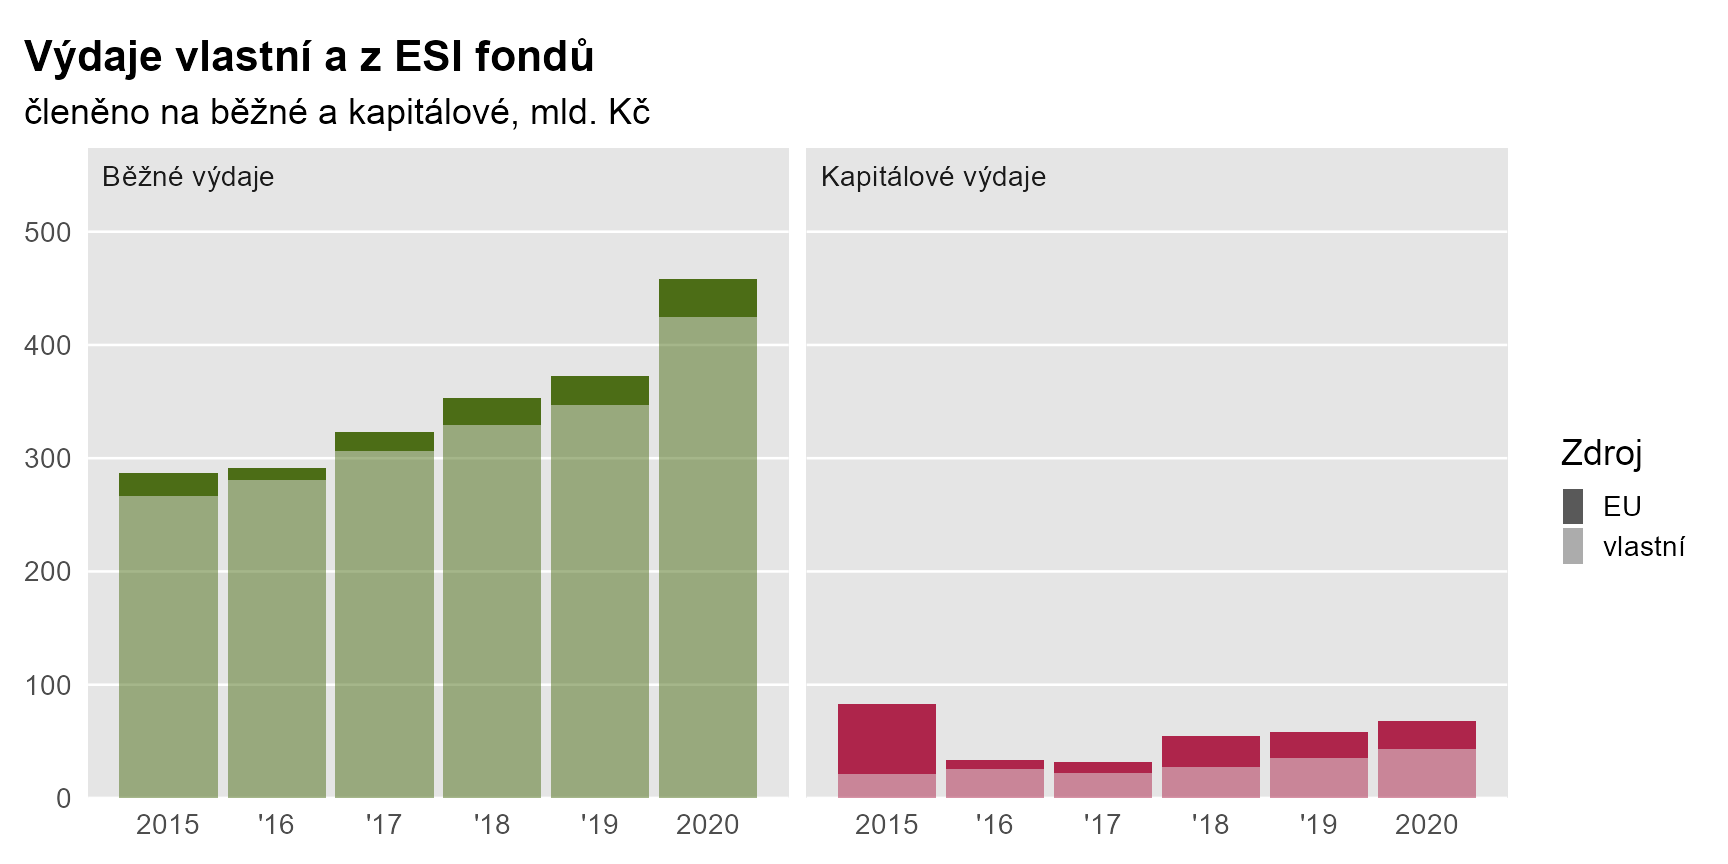 Výdaje vlastní a z ESI fondů
členěno na běžné a kapitálové, mld. Kč
Běžné výdaje
Kapitálové výdaje
500
400
300
200
100
0
2015 '16 '17 '18 '19 2020
2015 '16 '17 '18 '19 2020
Zdroj
EU
vlastní